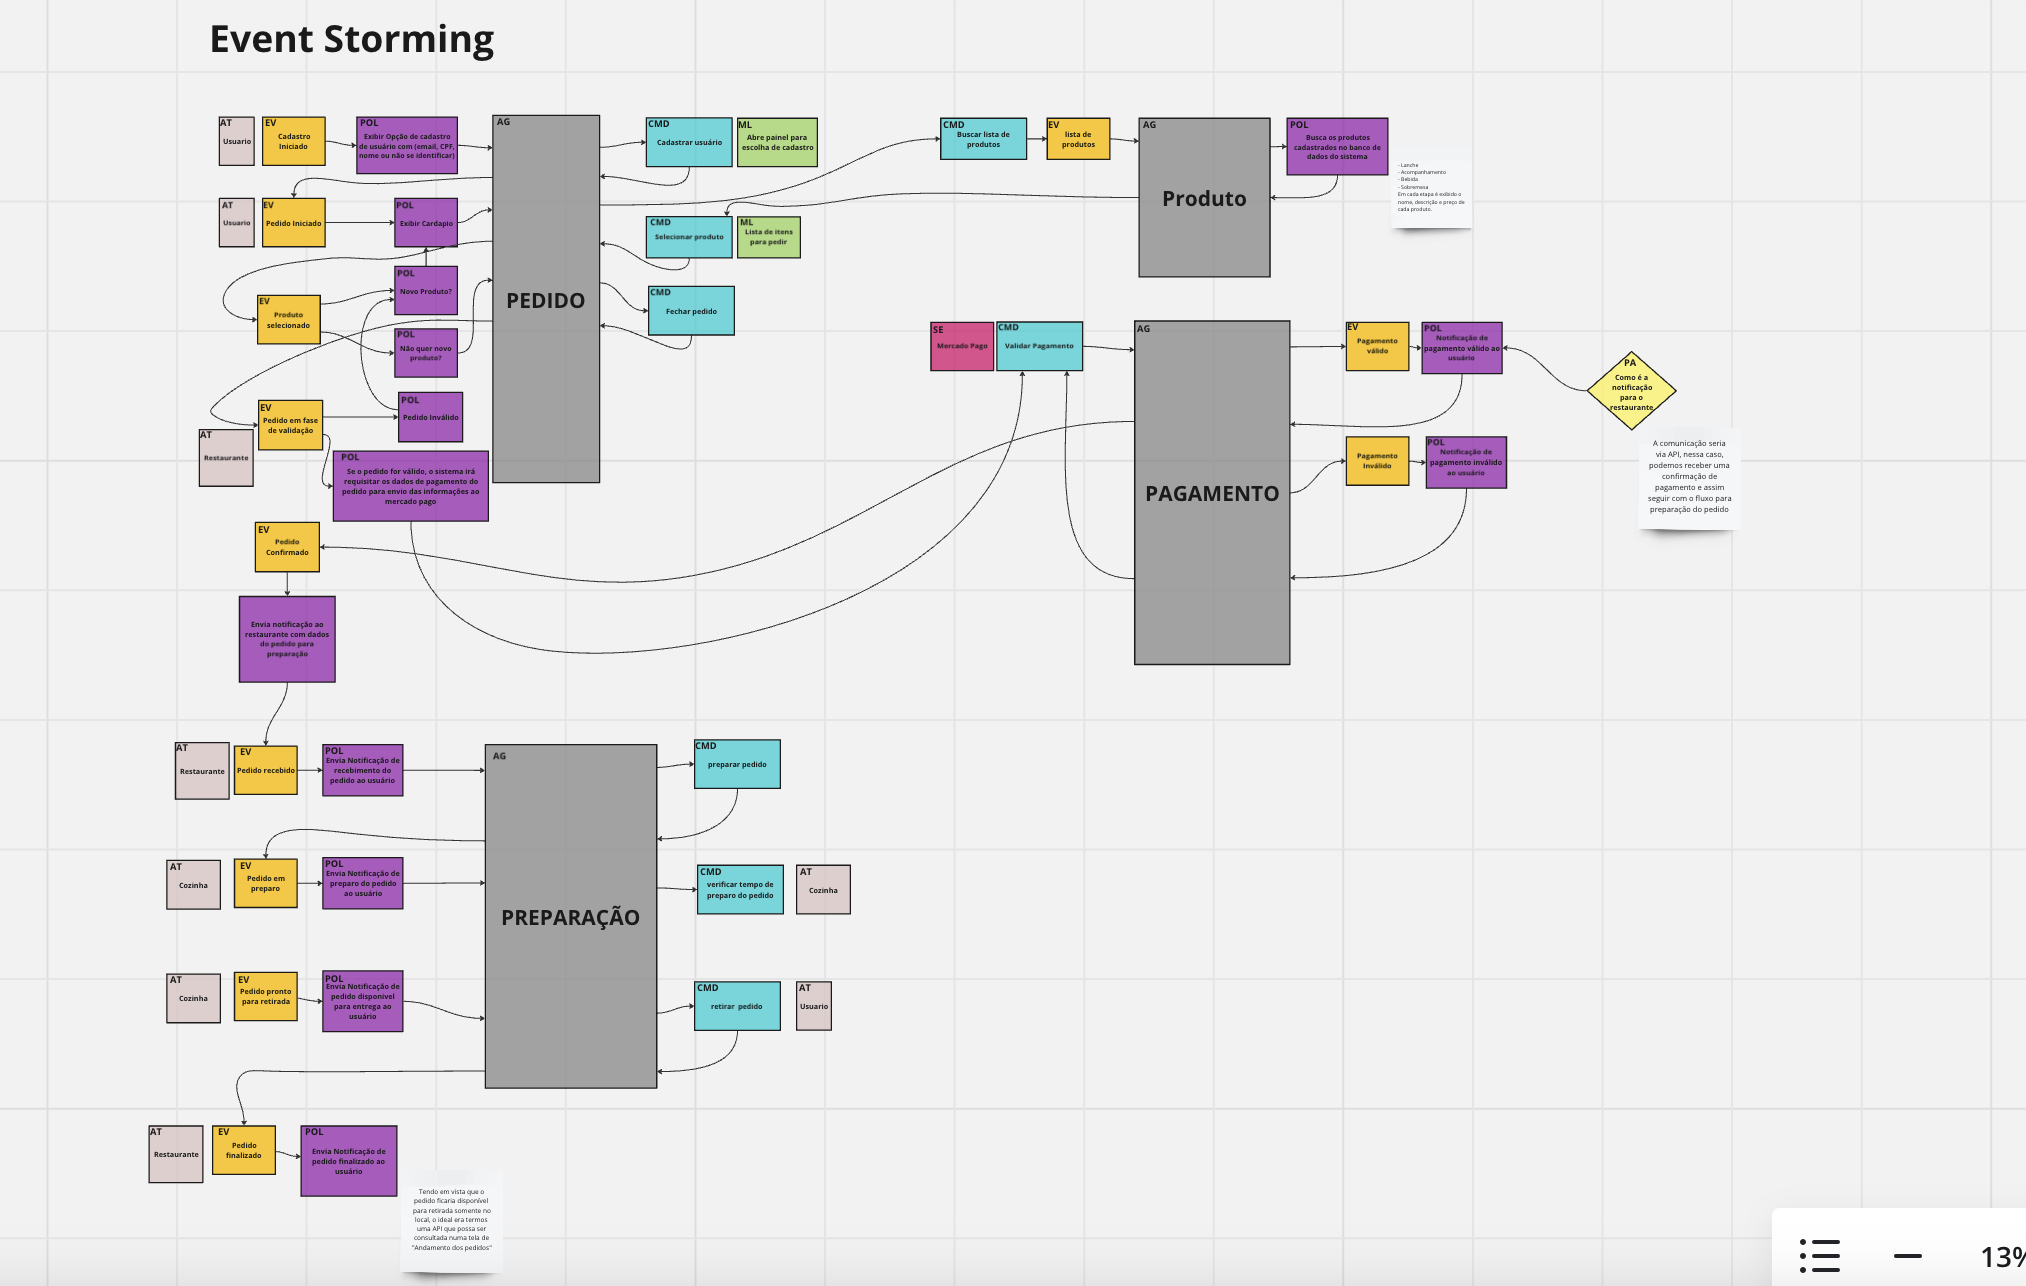 Event Storming
AT
Usuario
EV
Cadastro
Iniciado
POL
Exibir Opção de cadastro
de usuário com (email, CPF,
nome ou não se identificar)
AG
PEDIDO
CMD
Cadastrar usuário
ML
Abre painel para
escolha de cadastro
CMD
Buscar lista de
produtos
EV
lista de
produtos
AG
Produto
POL
Busca os produtos
cadastrados no banco de
dados do sistema
- Lanche
- Acompanhamento
- Bebida
- Sobremesa
Em cada etapa é exibido o
nome, descrição e preço de
cada produto.
AT
Usuario
EV
Pedido Iniciado
POL
Exibir Cardapio
CMD
Selecionar produto
ML
Lista de itens
para pedir
POL
Novo Produto?
EV
Produto
selecionado
POL
Não quer novo
produto?
CMD
Fechar pedido
SE
Mercado Pago
CMD
Validar Pagamento
AG
PAGAMENTO
EV
Pagamento
válido
POL
Notificação de
pagamento válido ao
usuário
PA
Como é a
notificação
para o
restaurante
A comunicação seria
via API, nessa caso,
podemos receber uma
confirmação de
pagamento e assim
seguir com o fluxo para
preparação do pedido
Pagamento
Inválido
POL
Notificação de
pagamento inválido
ao usuário
EV
Pedido em fase
de validação
POL
Pedido Inválido
AT
Restaurante
POL
Se o pedido for válido, o sistema irá
requisitar os dados de pagamento do
pedido para envio das informações ao
mercado pago
EV
Pedido
Confirmado
Envia notificação ao
restaurante com dados
do pedido para
preparação
AT
Restaurante
EV
Pedido recebido
POL
Envia Notificação de
recebimento do
pedido ao usuário
AG
PREPARAÇÃO
CMD
preparar pedido
AT
Cozinha
EV
Pedido em
preparo
POL
Envia Notificação de
preparo do pedido
ao usuário
CMD
verificar tempo de
preparo do pedido
AT
Cozinha
AT
Cozinha
EV
Pedido pronto
para retirada
POL
Envia Notificação de
pedido disponivel
para entrega ao
usuário
CMD
retirar pedido
AT
Usuario
AT
Restaurante
EV
Pedido
finalizado
POL
Envia Notificação de
pedido finalizado ao
usuário
Tendo em vista que o
pedido ficaria disponível
para retirada somente no
local, o ideal era termos
uma API que possa ser
consultada numa tela de
"Andamento dos pedidos"
13%